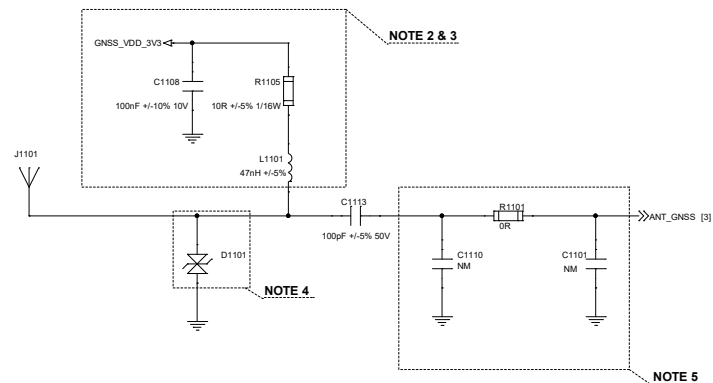 NOTE 2 & 3
GNSS_VDD_3V3
C1108
100nF +/-10% 10V
R1105
10R +/-5% 1/16W
L1101
47nH +/-5%
J1101
C1113
100pF +/-5% 50V
R1101
0R
ANT_GNSS [3]
D1101
C1110
NM
C1101
NM
NOTE 4
NOTE 5